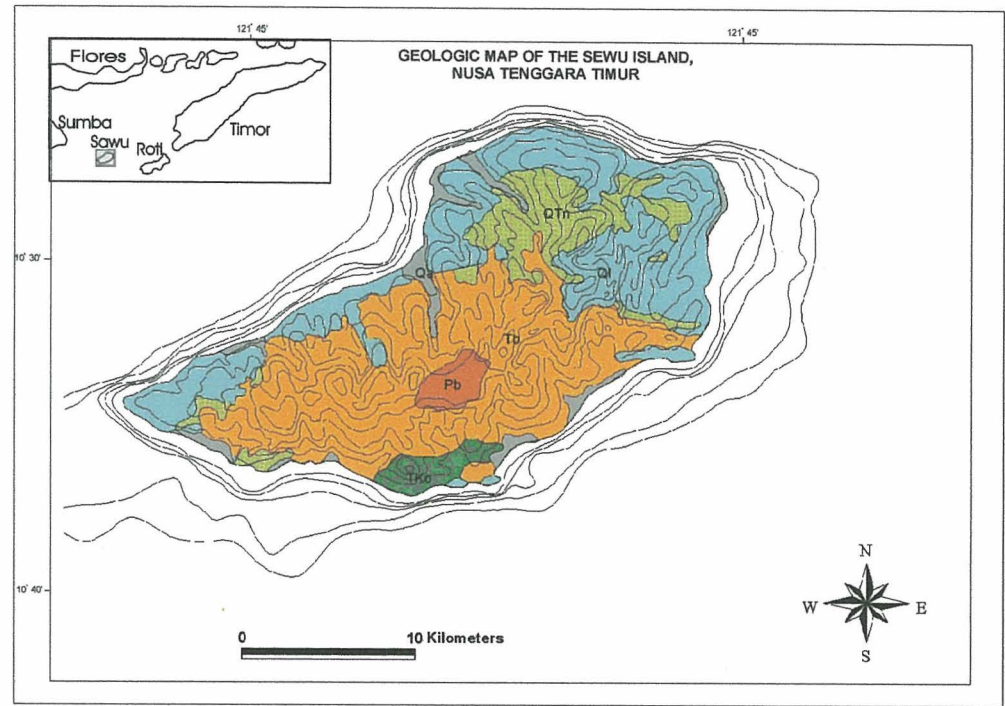 121˚ 45'
121˚ 45'
GEOLOGIC MAP OF THE SEWU ISLAND,
NUSA TENGGARA TIMUR
Flores
Sumba
Sawu
Roti
Timor
QTn
10˚ 30'
Qa
Ql
Tb
Pb
TKc
10˚ 40'
0
10 Kilometers
N
W
E
S